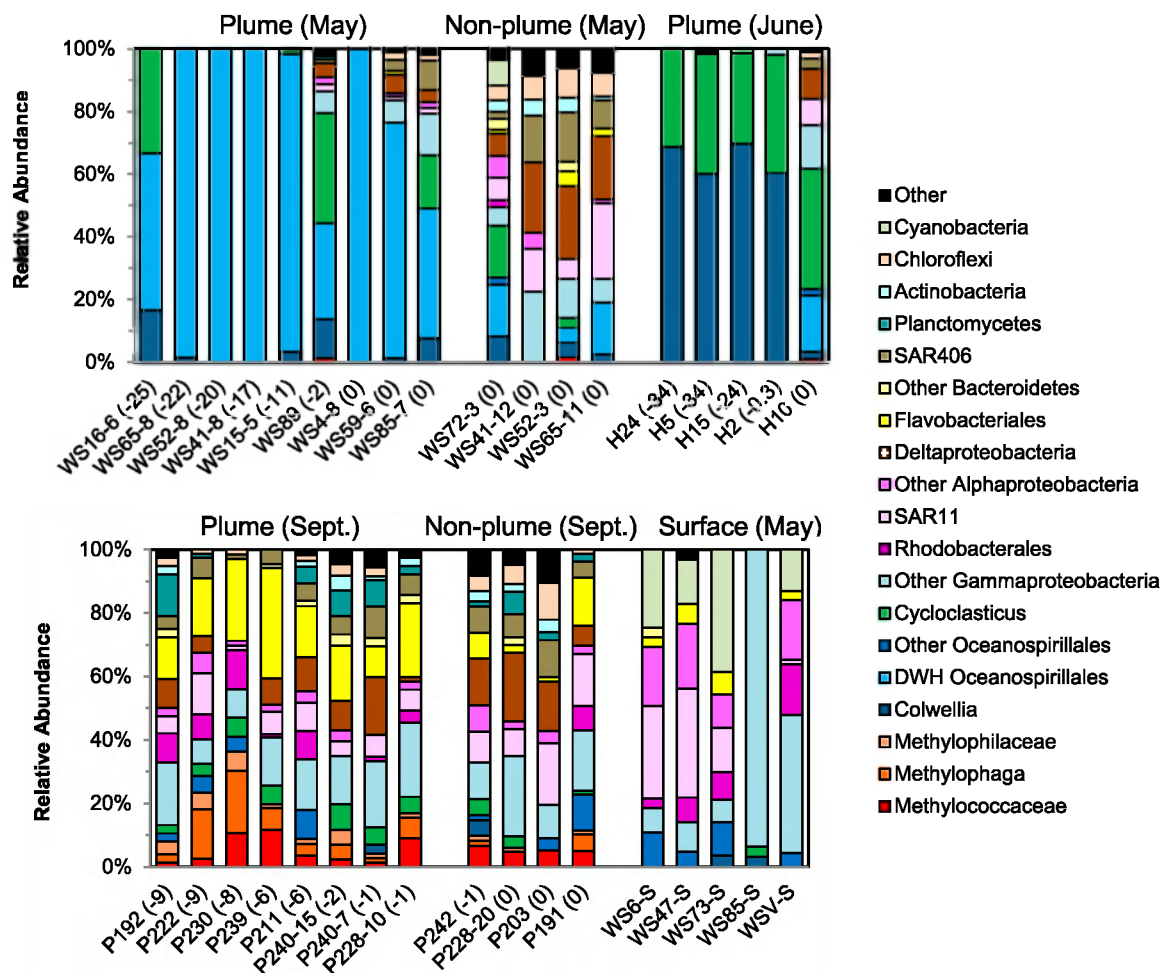 Plume (May) Non-plume (May) Plume (June)
100%
80%
60%
40%
20%
0%
Relative Abundance
WS16-6 (-25)
WS65-8 (-22)
WS52-8 (-20)
WS41-8 (-17)
WS15-5 (-11)
WS89 (-2)
WS4-8 (0)
WS59-6 (0)
WS85-7 (0)
WS72-3 (0)
WS41-12 (0)
WS52-3 (0)
WS65-11 (0)
H24 (-34)
H5 (-34)
H15 (-24)
H2 (-0.3)
H10 (0)
Other
Cyanobacteria
Chloroflexi
Actinobacteria
Planctomycetes
SAR406
Other Bacteroidetes
Flavobacteriales
Deltaproteobacteria
Other Alphaproteobacteria
SAR11
Rhodobacterales
Other Gammaproteobacteria
Cycloclasticus
Other Oceanospirillales
DWH Oceanospirillales
Colwellia
Methylophilaceae
Methylophaga
Methylococcaceae
Plume (Sept.) Non-plume (Sept.) Surface (May)
100%
80%
60%
40%
20%
0%
Relative Abundance
P192 (-9)
P222 (-9)
P230 (-8)
P239 (-6)
P211 (-6)
P240-15 (-2)
P240-7 (-1)
P228-10 (-1)
P242 (-1)
P228-20 (0)
P203 (0)
P191 (0)
WS6-S
WS47-S
WS73-S
WS85-S
WSV-S